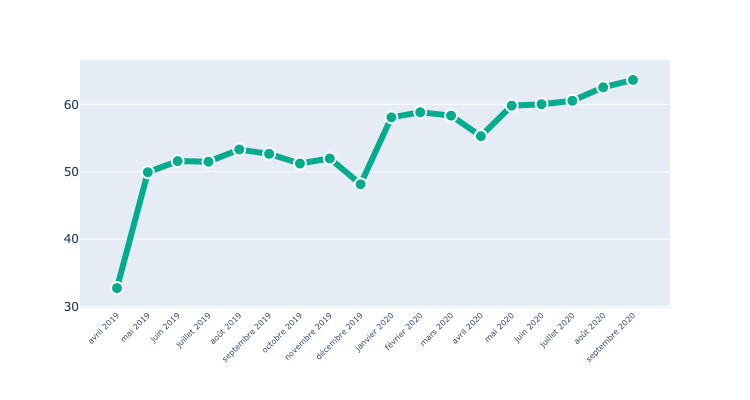 60
50
40
30
avril 2019
mai 2019
juin 2019
juillet 2019
août 2019
septembre 2019
octobre 2019
novembre 2019
décembre 2019
janvier 2020
février 2020
mars 2020
avril 2020
mai 2020
juin 2020
juillet 2020
août 2020
septembre 2020